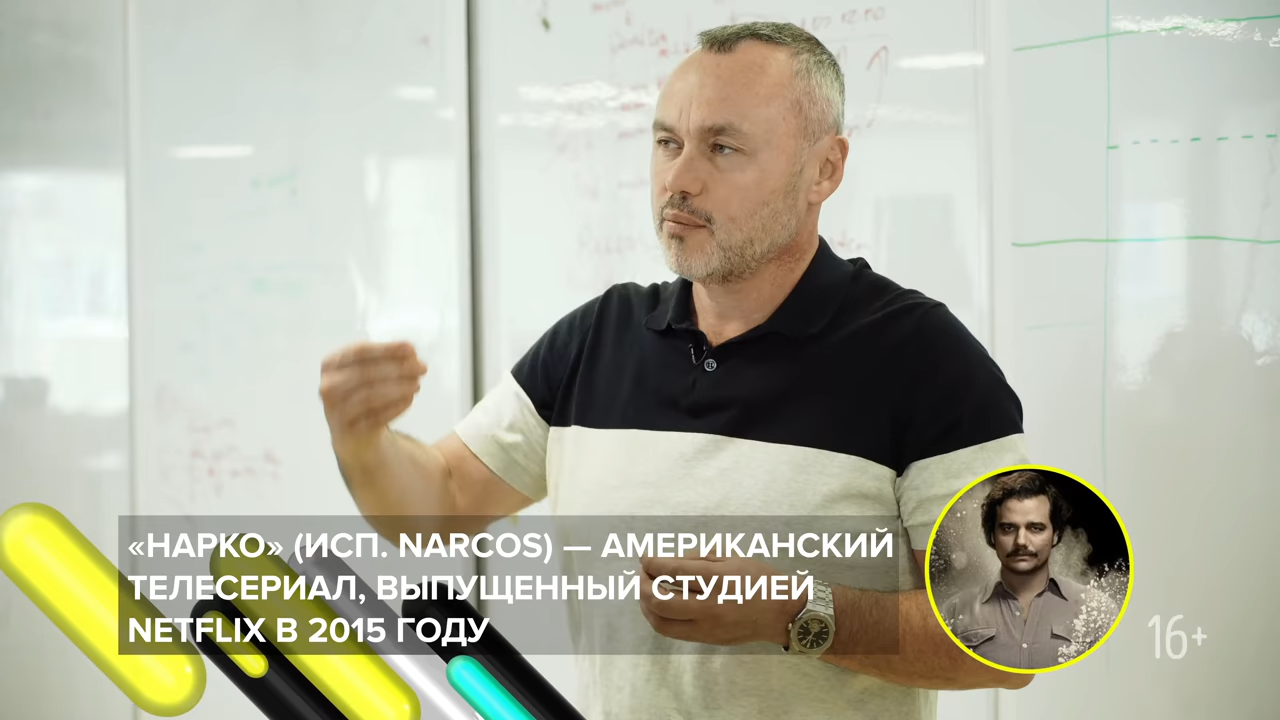 «НАРКО» (ИСП. NARCOS) — АМЕРИКАНСКИЙ
ТЕЛЕСЕРИАЛ, ВЫПУЩЕННЫЙ СТУДИЕЙ
NETFLIX В 2015 ГОДУ
16+